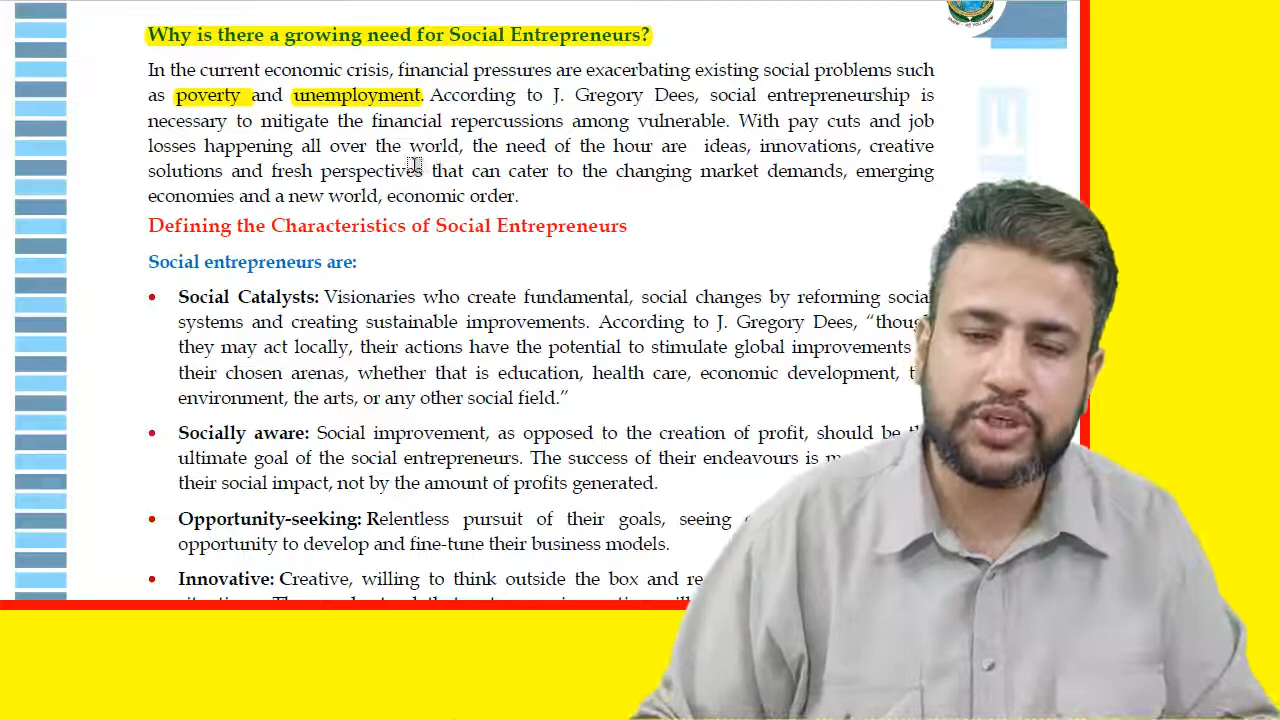 Why is there a growing need for Social Entrepreneurs?
In the current economic crisis, financial pressures are exacerbating existing social problems such
as poverty and unemployment. According to J. Gregory Dees, social entrepreneurship is
necessary to mitigate the financial repercussions among vulnerable. With pay cuts and job
losses happening all over the world, the need of the hour are ideas, innovations, creative
solutions and fresh perspectives that can cater to the changing market demands, emerging
economies and a new world, economic order.
Defining the Characteristics of Social Entrepreneurs
Social entrepreneurs are:
• Social Catalysts: Visionaries who create fundamental, social changes by reforming social
systems and creating sustainable improvements. According to J. Gregory Dees, “though
they may act locally, their actions have the potential to stimulate global improvements
their chosen arenas, whether that is education, health care, economic development,
environment, the arts, or any other social field.”
• Socially aware: Social improvement, as opposed to the creation of profit, should be
ultimate goal of the social entrepreneurs. The success of their endeavours is
their social impact, not by the amount of profits generated.
• Opportunity-seeking: Relentless pursuit of their goals, seeing
opportunity to develop and fine-tune their business models.
• Innovative: Creative, willing to think outside the box and